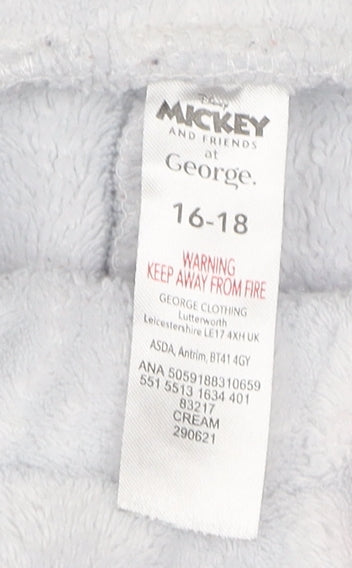 Disney
MICKEY
AND FRIENDS
at
George.
16-18
WARNING
KEEP AWAY FROM FIRE
GEORGE CLOTHING
Lutterworth
Leicestershire LE17 4XH UK
ASDA, Antrim, BT41 4GY
ANA 5059188310659
551 5513 1634 401
83217
CREAM
290621